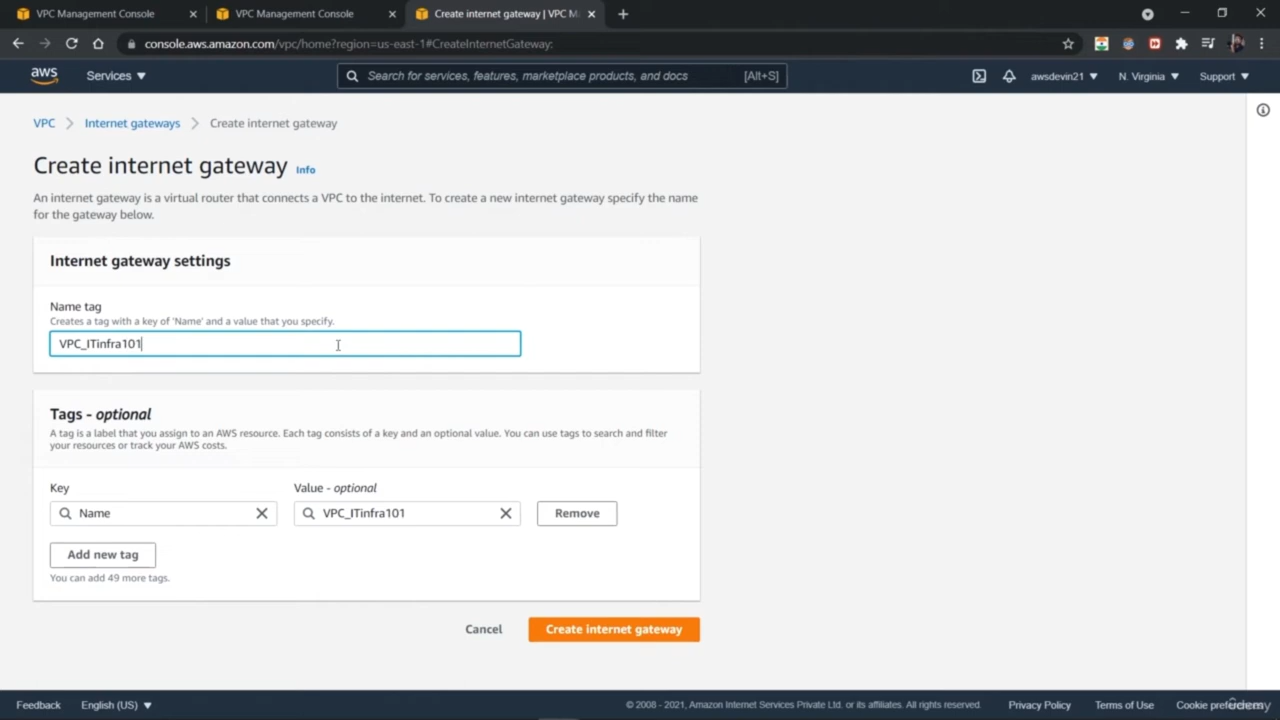 VPC Management Console
VPC Management Console
Create internet gateway | VPC M
console.aws.amazon.com/vpc/home?region=us-east-1#CreateInternetGateway:
aws
Services
Search for services, features, marketplace products, and docs [Alt+S]
awsdevin21
N. Virginia
Support
VPC > Internet gateways > Create internet gateway
Create internet gateway Info
An internet gateway is a virtual router that connects a VPC to the internet. To create a new internet gateway specify the name
for the gateway below.
Internet gateway settings
Name tag
Creates a tag with a key of 'Name' and a value that you specify.
VPC_ITinfra101
Tags - optional
A tag is a label that you assign to an AWS resource. Each tag consists of a key and an optional value. You can use tags to search and filter
your resources or track your AWS costs.
Key
Value - optional
Name
VPC_ITinfra101
Remove
Add new tag
You can add 49 more tags.
Cancel
Create internet gateway
Feedback
English (US)
© 2008 - 2021, Amazon Internet Services Private Ltd. or its affiliates. All rights reserved.
Privacy Policy
Terms of Use
Cookie preferences